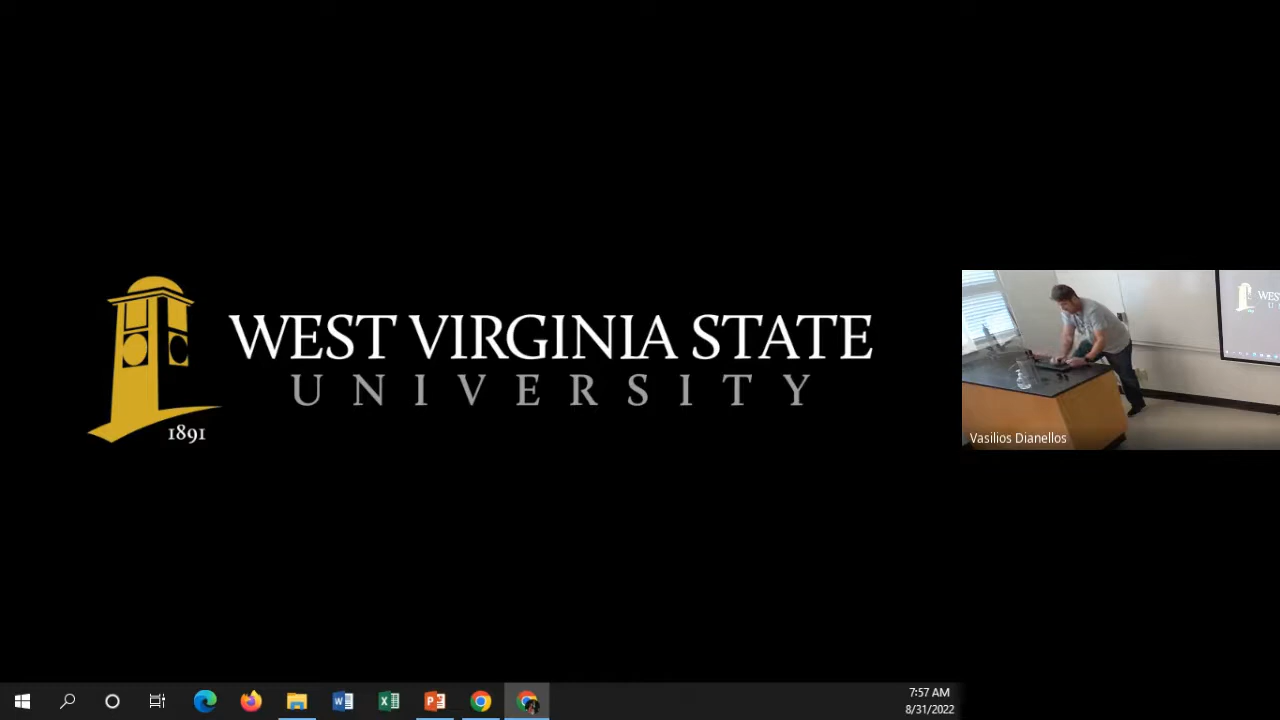 WEST VIRGINIA STATE
UNIVERSITY
1891
Vasilios Dianellos
7:57 AM
8/31/2022